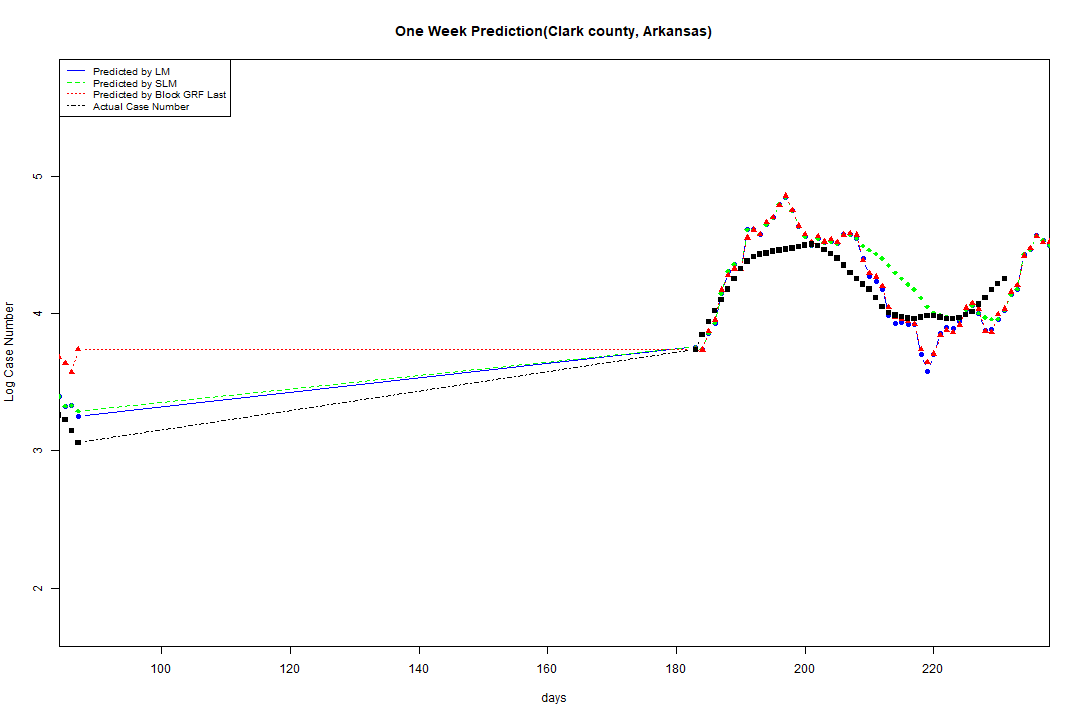 One Week Prediction(Clark county, Arkansas)
Predicted by LM
Predicted by SLM
Predicted by Block GRF Last
Actual Case Number
5
4
3
2
Log Case Number
100 120 140 160 180 200 220
days